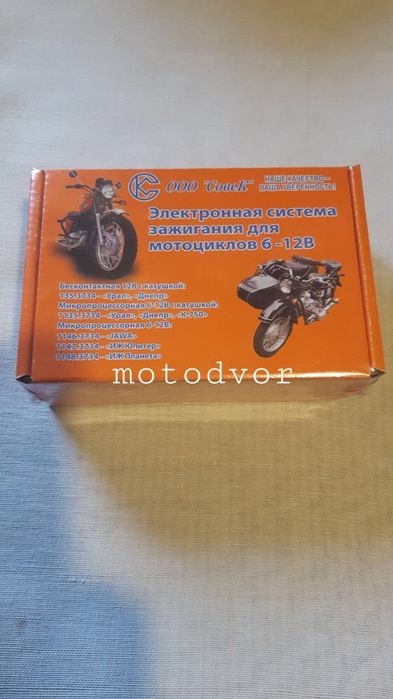 СК ООО "СовеК"
НАШЕ КАЧЕСТВО –
ВАША УВЕРЕННОСТЬ!
Электронная система
зажигания для
мотоциклов 6 -12В
Бесконтактная 12В с катушкой:
135.3734 - «Урал», «Днепр»
Микропроцессорная 6-12В с катушкой:
1135.3734 - «Урал», «Днепр», «К-750»
Микропроцессорная 6-12В:
1146.3734 - «JAWA»
1147.3734 - «ИЖ Юпитер»
1148.3734 - «ИЖ Планета»
motodvor